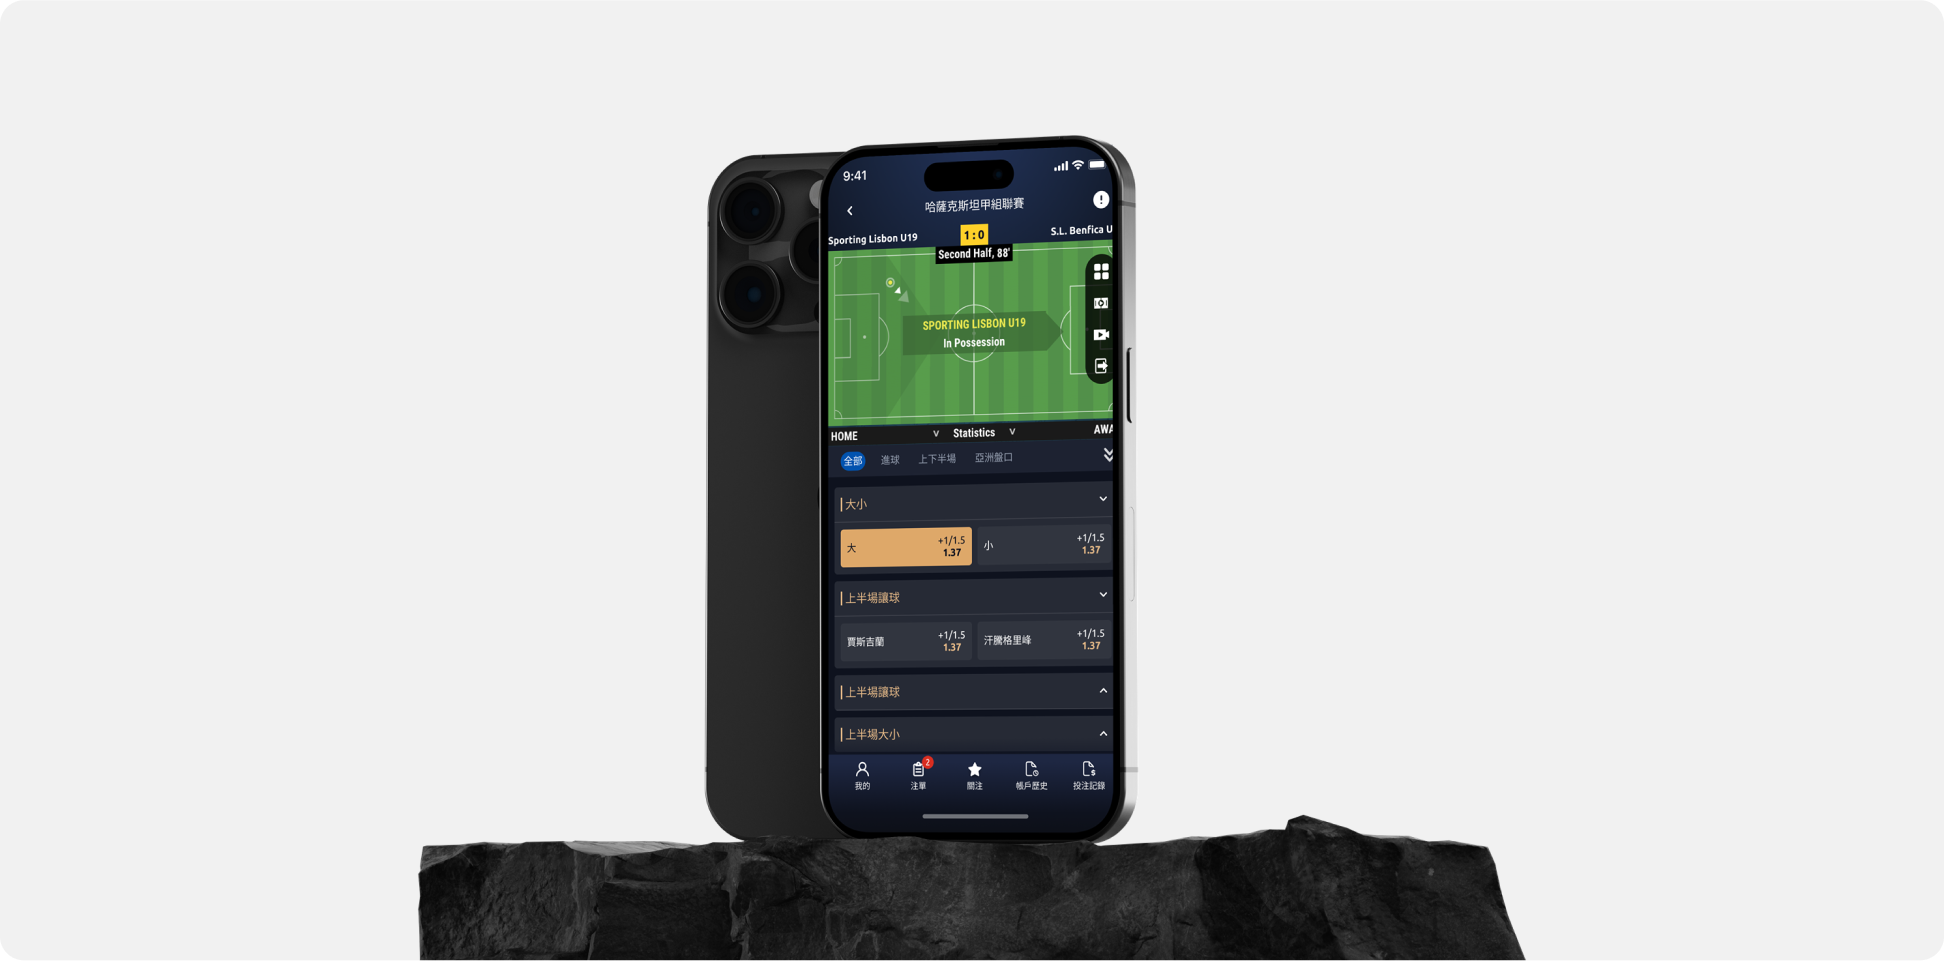 9:41
哈薩克斯坦甲組聯賽
Sporting Lisbon U19
1 : 0
S.L. Benfica U
Second Half, 88'
SPORTING LISBON U19
In Possession
HOME
Statistics
AWA
全部 進球 上下半場 亞洲盤口
大小
大 +1/1.5 小 +1/1.5
1.37 1.37
上半場讓球
賈斯吉蘭 +1/1.5 汗騰格里峰 +1/1.5
1.37 1.37
上半場讓球
上半場大小
2
我的 注單 關注 帳戶歷史 投注記錄